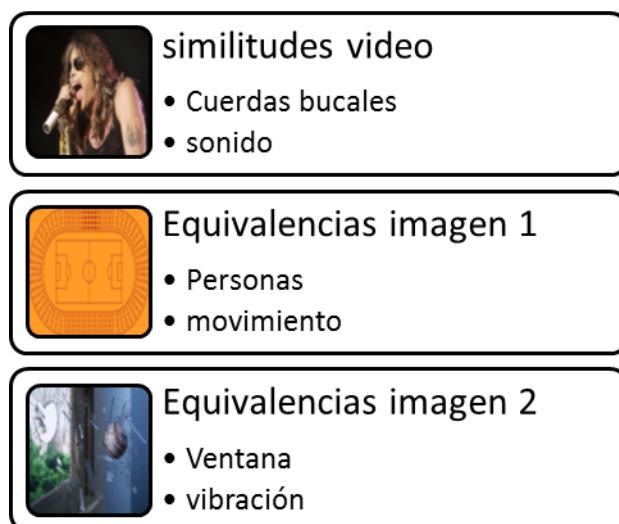 similitudes video
• Cuerdas bucales
• sonido
Equivalencias imagen 1
• Personas
• movimiento
Equivalencias imagen 2
• Ventana
• vibración